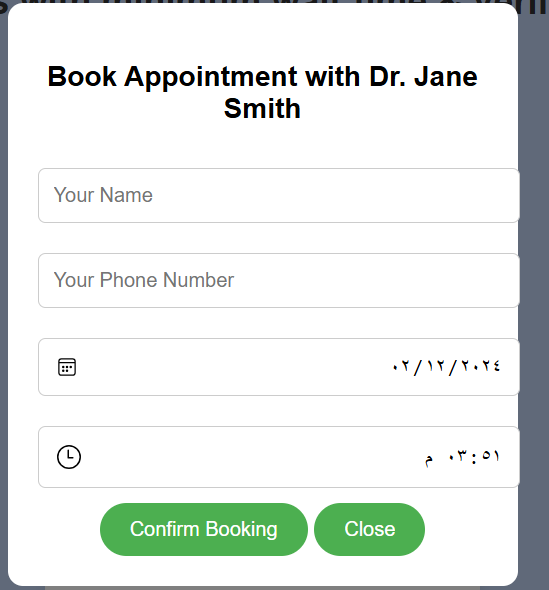 Book Appointment with Dr. Jane
Smith
Your Name
Your Phone Number
٠٢/١٢/٢٠٢٤
٠٣:٥١ م
Confirm Booking
Close